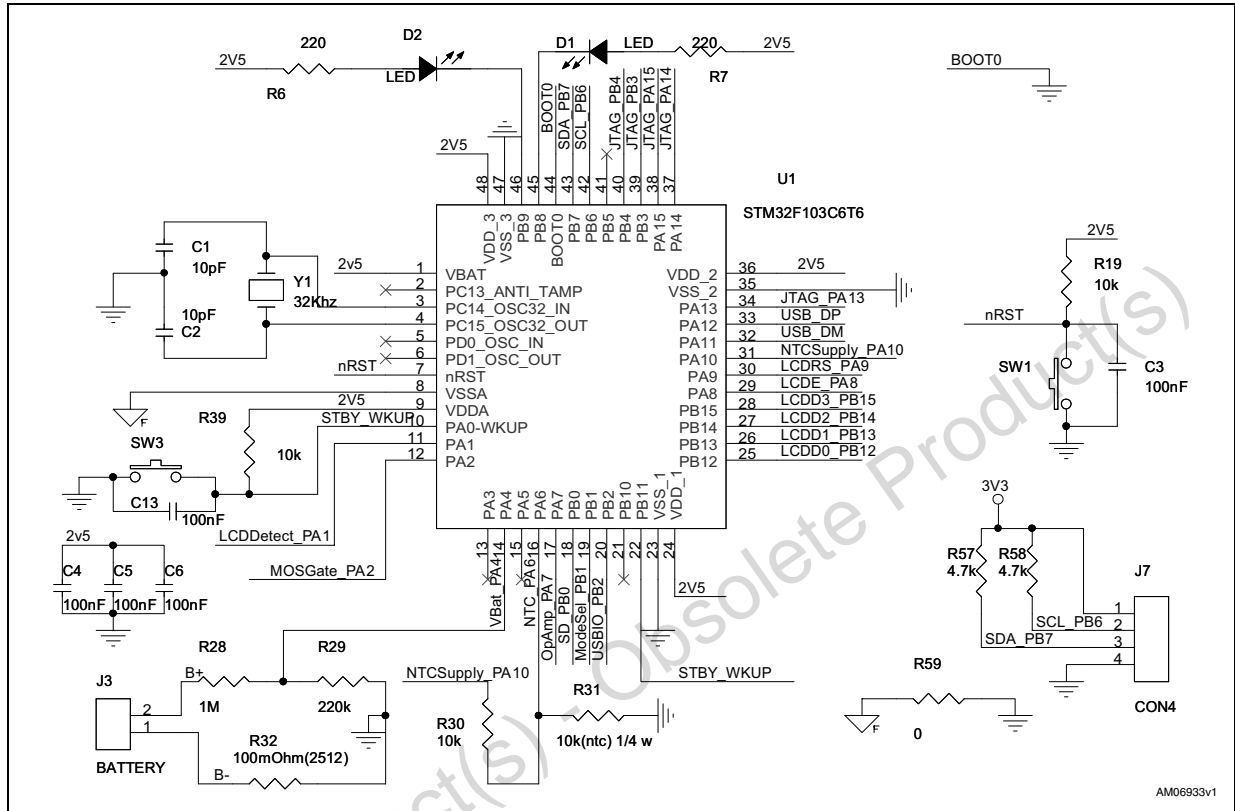 220
D2
D1
LED
220
2V5
2V5
LED
R6
R7
BOOT0
BOOT0
SDA_PB7
SCL_PB6
JTAG_PB4
JTAG_PB3
JTAG_PA15
JTAG_PA14
2V5
48
47
46
45
44
43
42
41
40
39
38
37
U1
STM32F103C6T6
VDD_3
VSS_3
PB9
PB8
BOOT0
PB7
PB6
PB5
PB4
PB3
PA15
PA14
C1
10pF
Y1
32Khz
10pF
C2
2v5
1 VBAT
2 PC13_ANTI_TAMP
3 PC14_OSC32_IN
4 PC15_OSC32_OUT
5 PD0_OSC_IN
6 PD1_OSC_OUT
nRST 7 nRST
8 VSSA
2V5 9 VDDA
STBY_WKUP 10 PA0-WKUP
11 PA1
12 PA2
VDD_2 36 2V5
VSS_2 35
PA13 34 JTAG_PA13
PA12 33 USB_DP
PA11 32 USB_DM
PA10 31 NTCSupply_PA10
PA9 30 LCDRS_PA9
PA8 29 LCDE_PA8
PB15 28 LCDD3_PB15
PB14 27 LCDD2_PB14
PB13 26 LCDD1_PB13
PB12 25 LCDD0_PB12
2V5
R19
10k
nRST
SW1
C3
100nF
F
R39
10k
SW3
C13
100nF
LCDDetect_PA1
MOSGate_PA2
2v5
C4
C5
C6
100nF
100nF
100nF
PA3
PA4
PA5
PA6
PA7
PB0
PB1
PB2
PB10
PB11
VSS_1
VDD_1
13
14
15
16
17
18
19
20
21
22
23
24
VBat_PA4
NTC_PA6
OpAmp_PA7
SD_PB0
ModeSel_PB1
USBIO_PB2
2V5
STBY_WKUP
3V3
R57
4.7k
R58
4.7k
J7
1
SCL_PB6 2
SDA_PB7 3
4
CON4
R59
F
0
R28
R29
B+
1M
220k
J3
2
1
BATTERY
R32
100mOhm(2512)
B-
NTCSupply_PA10
R30
10k
R31
10k(ntc) 1/4 w
ct(s) - Obsolete Product(s)
AM06933v1